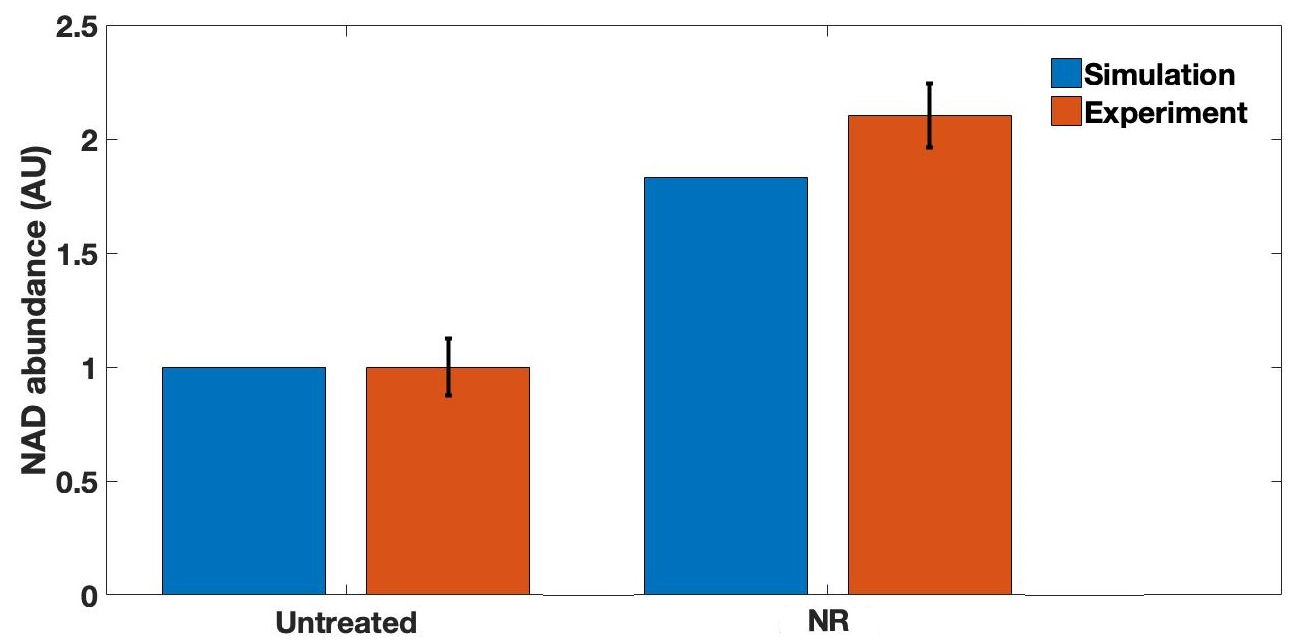 2.5
2
1.5
1
0.5
0
NAD abundance (AU)
Simulation
Experiment
Untreated
NR